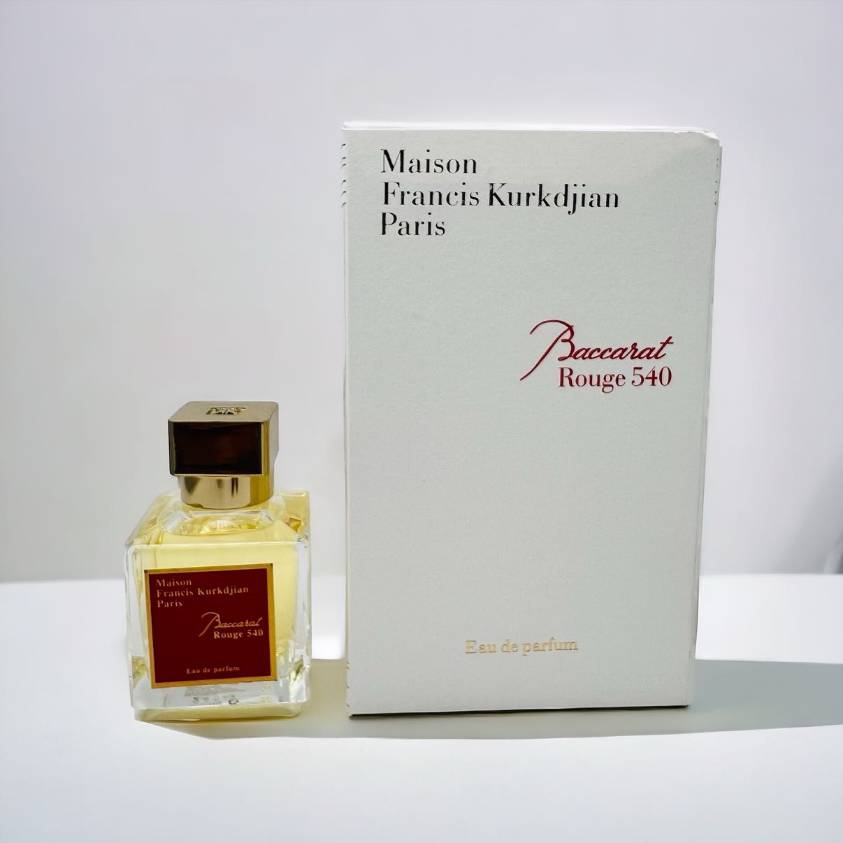 Maison
Francis Kurkdjian
Paris
Baccarat
Rouge 540
Eau de parfum
Maison
Francis Kurkdjian
Paris
Baccarat
Rouge 540
Eau de parfum